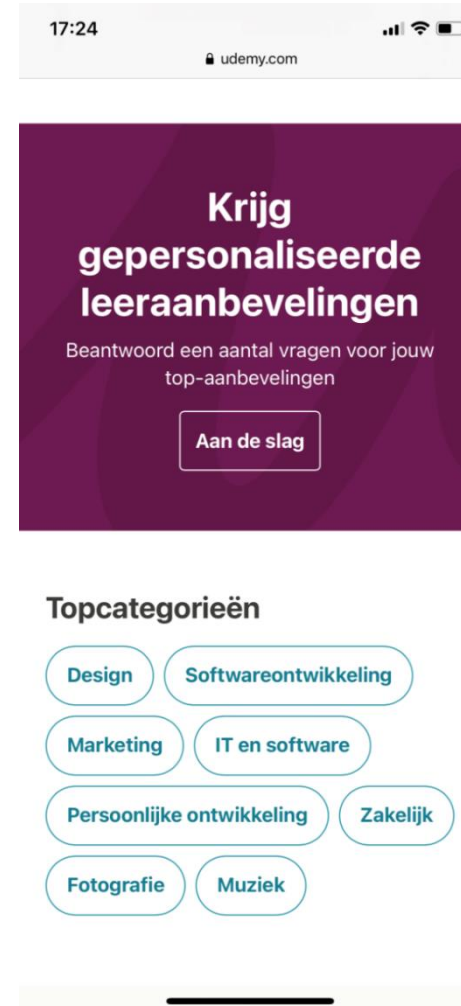 17:24
udemy.com
Krijg
gepersonaliseerde
leeraanbevelingen
Beantwoord een aantal vragen voor jouw
top-aanbevelingen
Aan de slag
Topcategorieën
Design Softwareontwikkeling
Marketing IT en software
Persoonlijke ontwikkeling Zakelijk
Fotografie Muziek